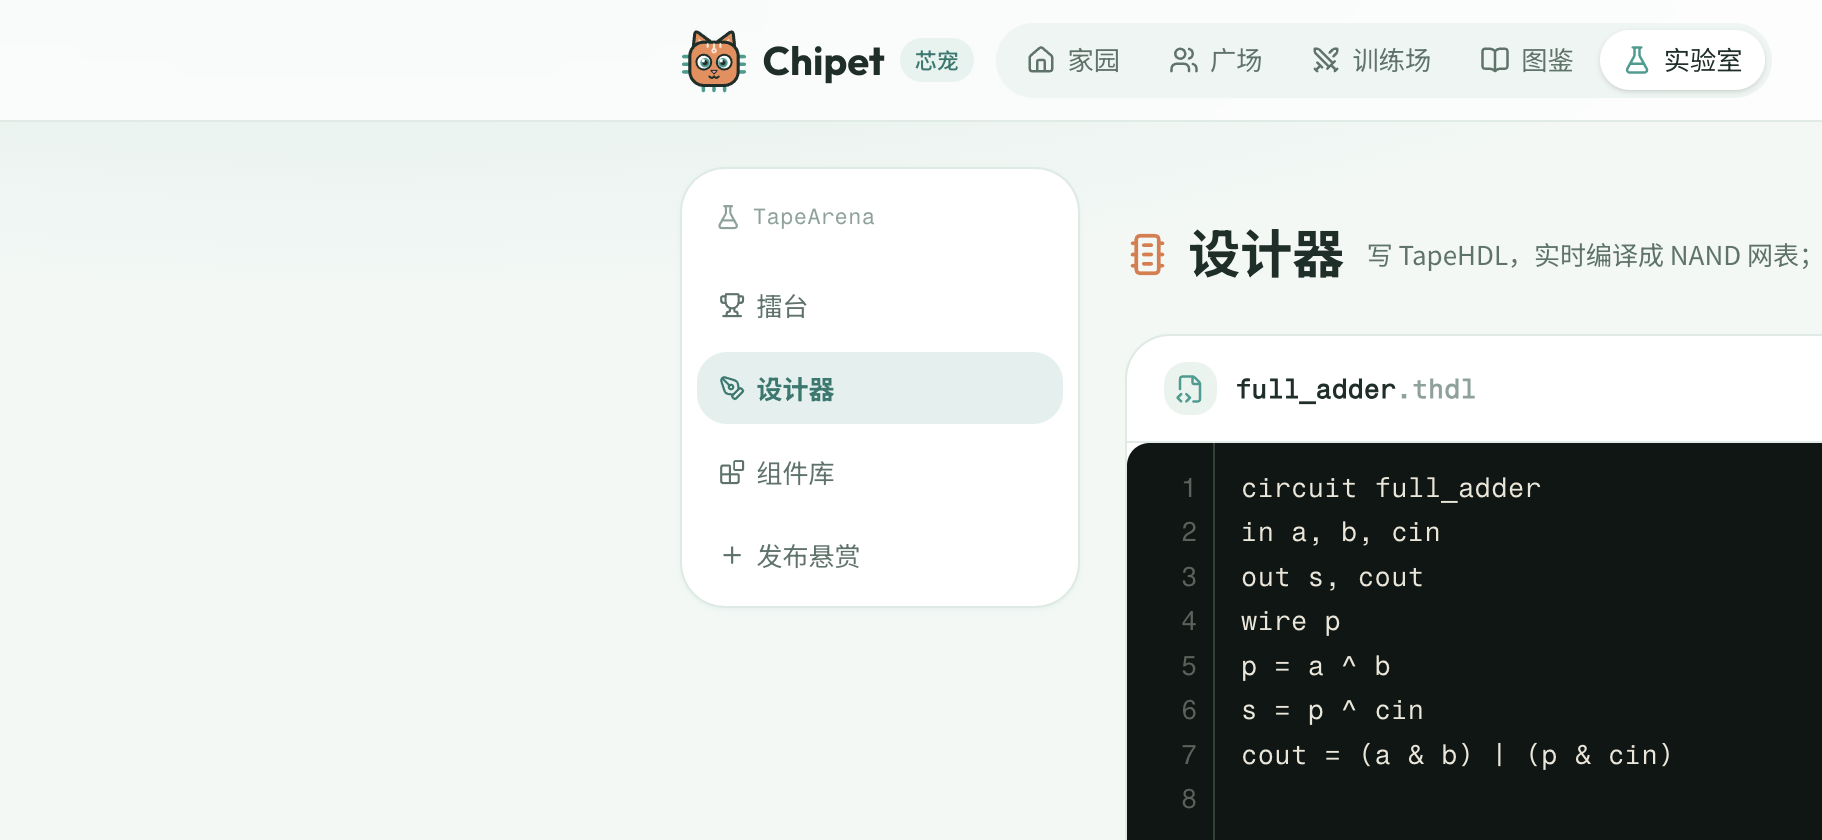 Chipet 芯宠 家园 广场 训练场 图鉴 实验室
TapeArena
擂台
设计器
组件库
发布悬赏
设计器 写 TapeHDL，实时编译成 NAND 网表；
full_adder.thdl
1 circuit full_adder
2 in a, b, cin
3 out s, cout
4 wire p
5 p = a ^ b
6 s = p ^ cin
7 cout = (a & b) | (p & cin)
8